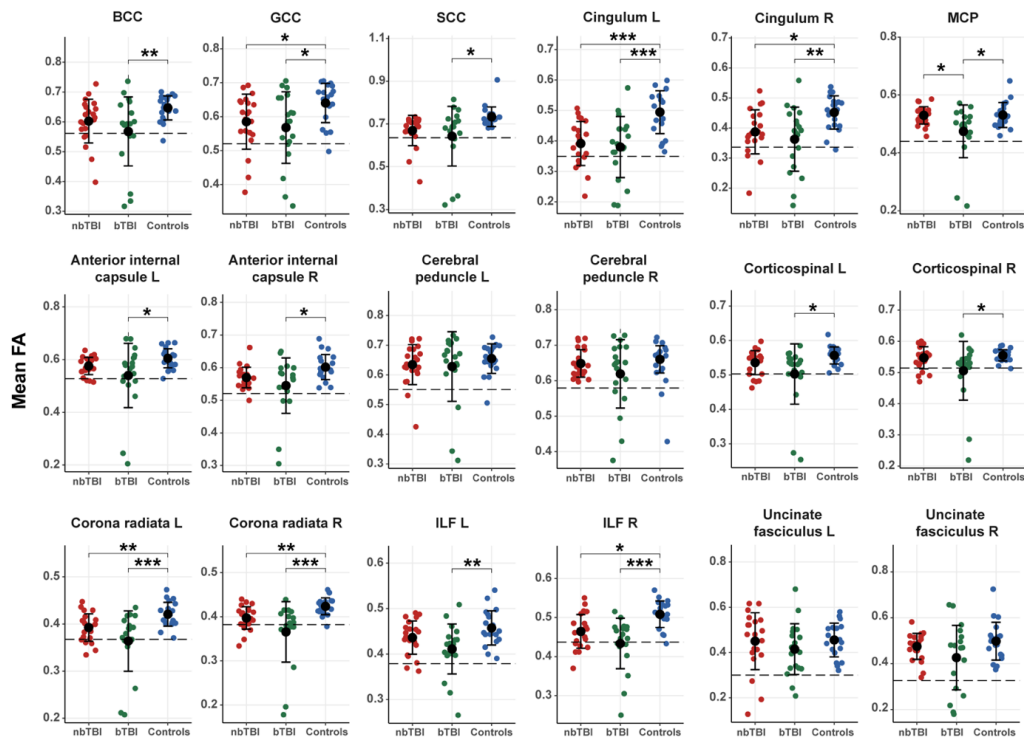 BCC
GCC
SCC
Cingulum L
Cingulum R
MCP
**
*
*
*
***
***
*
**
*
*
0.8
0.7
0.6
0.5
0.4
0.3
0.8
0.6
0.4
1.1
0.9
0.7
0.5
0.3
0.7
0.6
0.5
0.4
0.3
0.2
0.7
0.6
0.5
0.4
0.3
0.2
0.8
0.6
0.4
0.2
nbTBI bTBI Controls
nbTBI bTBI Controls
nbTBI bTBI Controls
nbTBI bTBI Controls
nbTBI bTBI Controls
nbTBI bTBI Controls
Mean FA
Anterior internal
capsule L
Anterior internal
capsule R
Cerebral
peduncle L
Cerebral
peduncle R
Corticospinal L
Corticospinal R
*
*
*
*
0.8
0.6
0.4
0.2
0.8
0.7
0.6
0.5
0.4
0.3
0.8
0.7
0.6
0.5
0.4
0.3
0.8
0.7
0.6
0.5
0.4
0.7
0.6
0.5
0.4
0.3
0.7
0.6
0.5
0.4
0.3
0.2
nbTBI bTBI Controls
nbTBI bTBI Controls
nbTBI bTBI Controls
nbTBI bTBI Controls
nbTBI bTBI Controls
nbTBI bTBI Controls
Corona radiata L
Corona radiata R
ILF L
ILF R
Uncinate
fasciculus L
Uncinate
fasciculus R
**
***
**
***
**
*
***
0.5
0.4
0.3
0.2
0.5
0.4
0.3
0.2
0.6
0.5
0.4
0.3
0.6
0.5
0.4
0.3
0.8
0.6
0.4
0.2
0.8
0.6
0.4
0.2
nbTBI bTBI Controls
nbTBI bTBI Controls
nbTBI bTBI Controls
nbTBI bTBI Controls
nbTBI bTBI Controls
nbTBI bTBI Controls